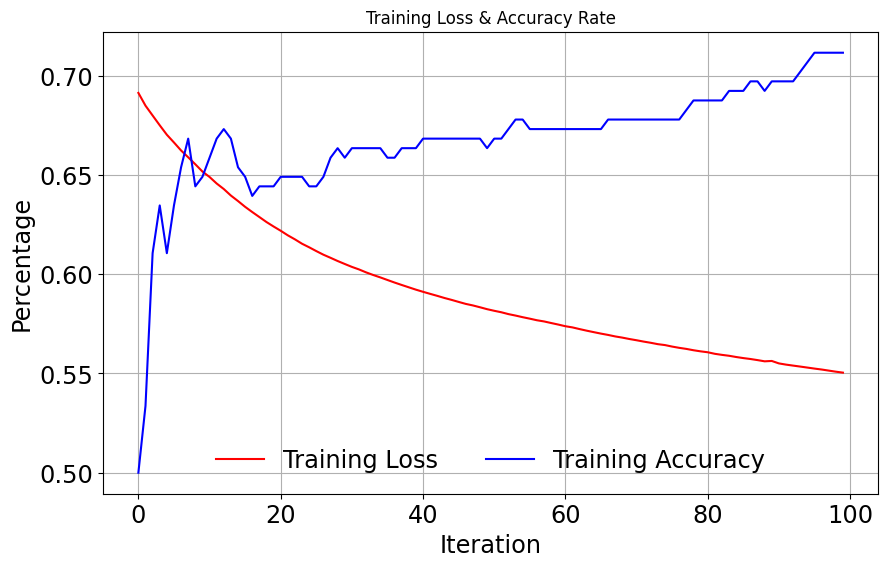 Training Loss & Accuracy Rate
Percentage
0.70
0.65
0.60
0.55
0.50
Training Loss
Training Accuracy
0
20
40
60
80
100
Iteration